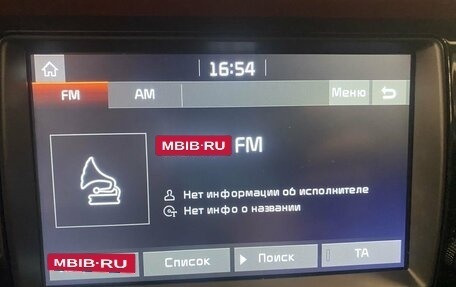 16:54
FM AM Меню
MBIB·RU FM
Нет информации об исполнителе
Нет инфо о названии
MBIB·RU Список Поиск TA